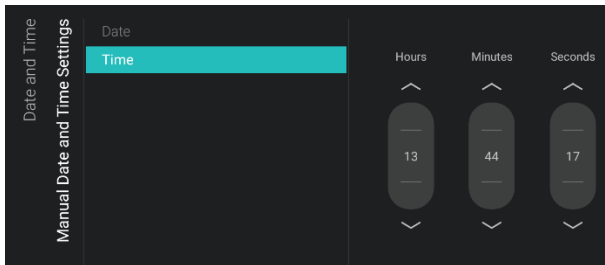 Date and Time
Manual Date and Time Settings
Date
Time
Hours Minutes Seconds
13 44 17